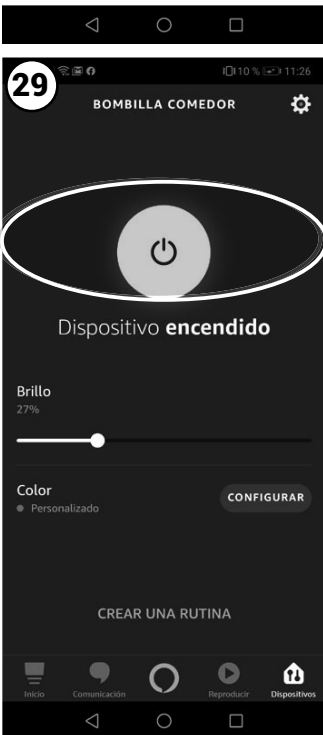 29
10 % 11:26
BOMBILLA COMEDOR
Dispositivo encendido
Brillo
27%
Color
Personalizado
CONFIGURAR
CREAR UNA RUTINA
Inicio Comunicación Reproducir Dispositivos